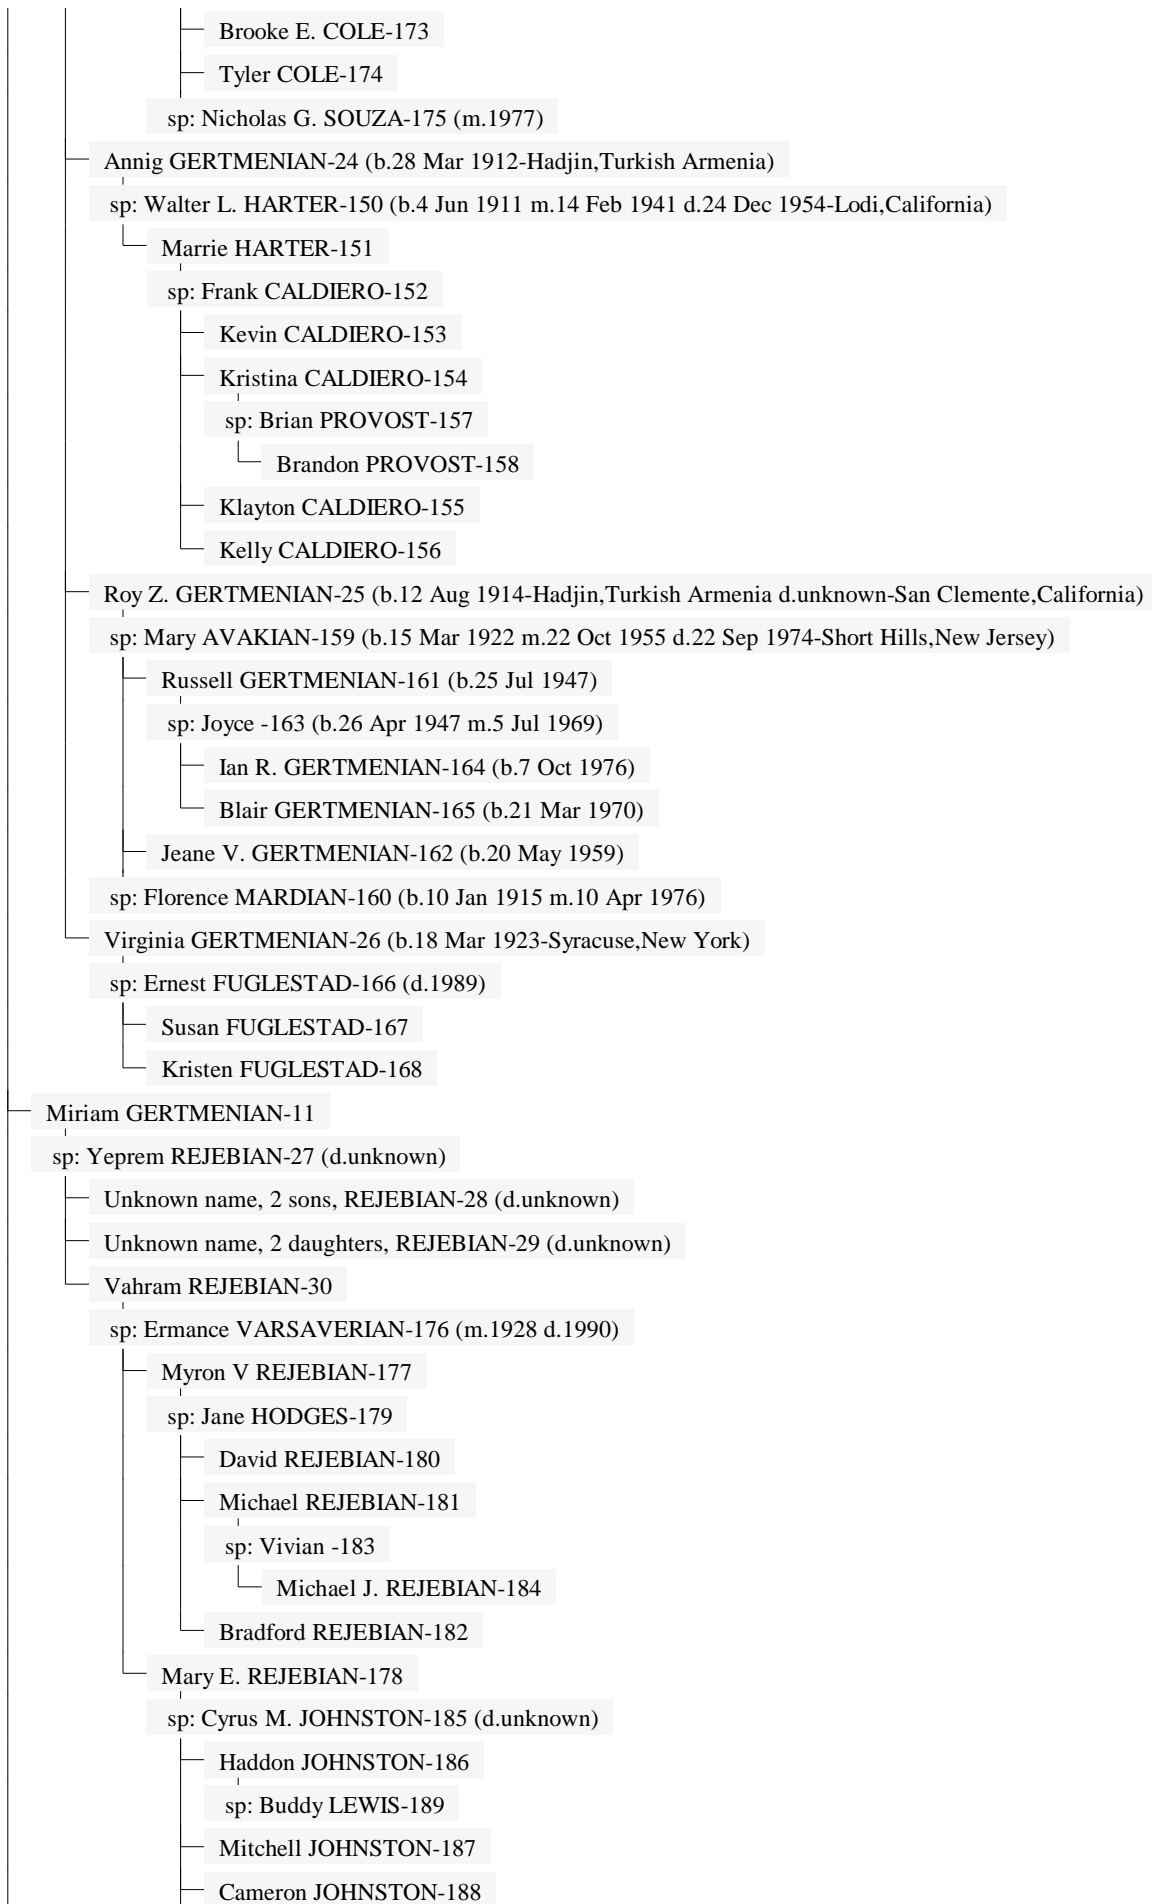 Brooke E. COLE-173
Tyler COLE-174
sp: Nicholas G. SOUZA-175 (m.1977)
Annig GERTMENIAN-24 (b.28 Mar 1912-Hadjin,Turkish Armenia)
sp: Walter L. HARTER-150 (b.4 Jun 1911 m.14 Feb 1941 d.24 Dec 1954-Lodi,California)
Marrie HARTER-151
sp: Frank CALDIERO-152
Kevin CALDIERO-153
Kristina CALDIERO-154
sp: Brian PROVOST-157
Brandon PROVOST-158
Klayton CALDIERO-155
Kelly CALDIERO-156
Roy Z. GERTMENIAN-25 (b.12 Aug 1914-Hadjin,Turkish Armenia d.unknown-San Clemente,California)
sp: Mary AVAKIAN-159 (b.15 Mar 1922 m.22 Oct 1955 d.22 Sep 1974-Short Hills,New Jersey)
Russell GERTMENIAN-161 (b.25 Jul 1947)
sp: Joyce -163 (b.26 Apr 1947 m.5 Jul 1969)
Ian R. GERTMENIAN-164 (b.7 Oct 1976)
Blair GERTMENIAN-165 (b.21 Mar 1970)
Jeane V. GERTMENIAN-162 (b.20 May 1959)
sp: Florence MARDIAN-160 (b.10 Jan 1915 m.10 Apr 1976)
Virginia GERTMENIAN-26 (b.18 Mar 1923-Syracuse,New York)
sp: Ernest FUGLESTAD-166 (d.1989)
Susan FUGLESTAD-167
Kristen FUGLESTAD-168
Miriam GERTMENIAN-11
sp: Yeprem REJEBIAN-27 (d.unknown)
Unknown name, 2 sons, REJEBIAN-28 (d.unknown)
Unknown name, 2 daughters, REJEBIAN-29 (d.unknown)
Vahram REJEBIAN-30
sp: Ermance VARSAVERIAN-176 (m.1928 d.1990)
Myron V REJEBIAN-177
sp: Jane HODGES-179
David REJEBIAN-180
Michael REJEBIAN-181
sp: Vivian -183
Michael J. REJEBIAN-184
Bradford REJEBIAN-182
Mary E. REJEBIAN-178
sp: Cyrus M. JOHNSTON-185 (d.unknown)
Haddon JOHNSTON-186
sp: Buddy LEWIS-189
Mitchell JOHNSTON-187
Cameron JOHNSTON-188